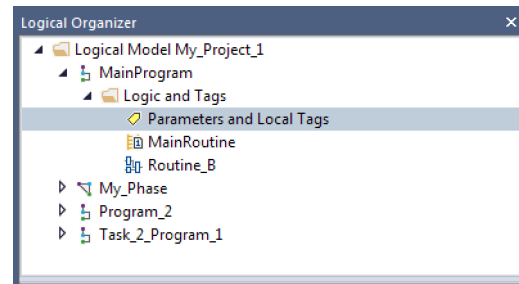 Logical Organizer
Logical Model My_Project_1
MainProgram
Logic and Tags
Parameters and Local Tags
MainRoutine
Routine_B
My_Phase
Program_2
Task_2_Program_1